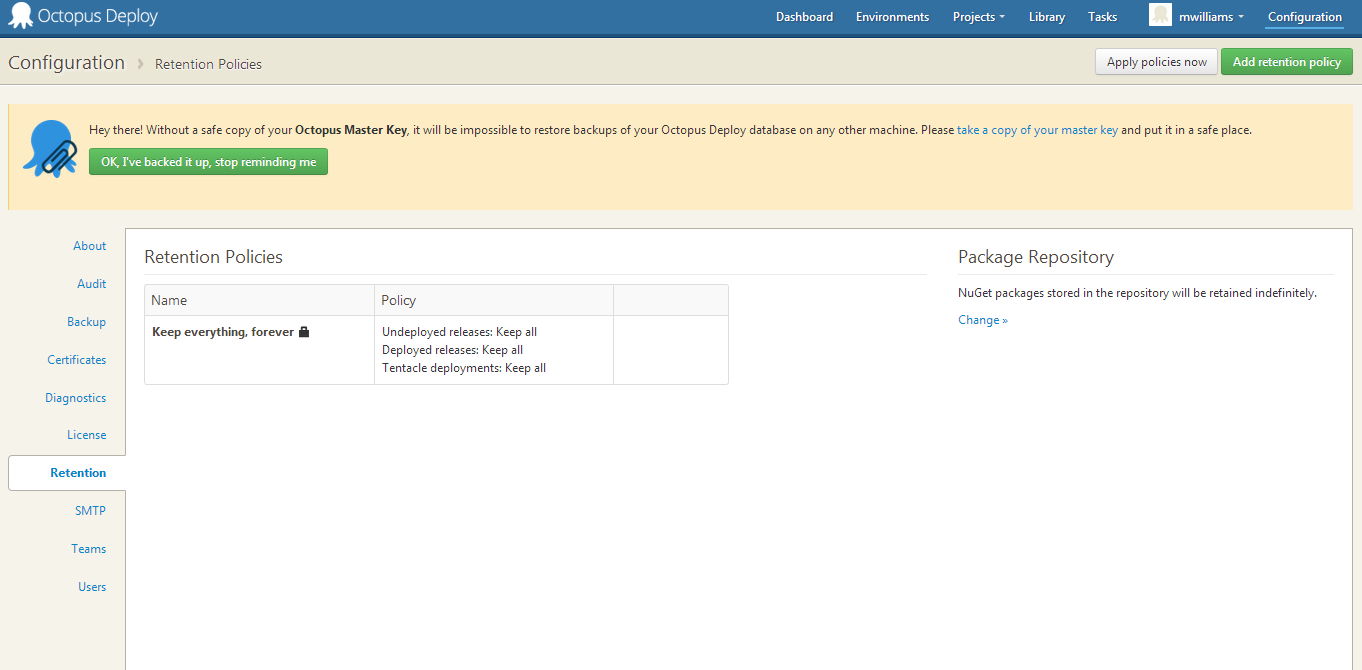 Octopus Deploy
Dashboard Environments Projects Library Tasks mwilliams Configuration
Configuration › Retention Policies
Apply policies now Add retention policy
Hey there! Without a safe copy of your Octopus Master Key, it will be impossible to restore backups of your Octopus Deploy database on any other machine. Please take a copy of your master key and put it in a safe place.
OK, I've backed it up, stop reminding me
About
Audit
Backup
Certificates
Diagnostics
License
Retention
SMTP
Teams
Users
Retention Policies
Name Policy
Keep everything, forever
Undeployed releases: Keep all
Deployed releases: Keep all
Tentacle deployments: Keep all
Package Repository
NuGet packages stored in the repository will be retained indefinitely.
Change »